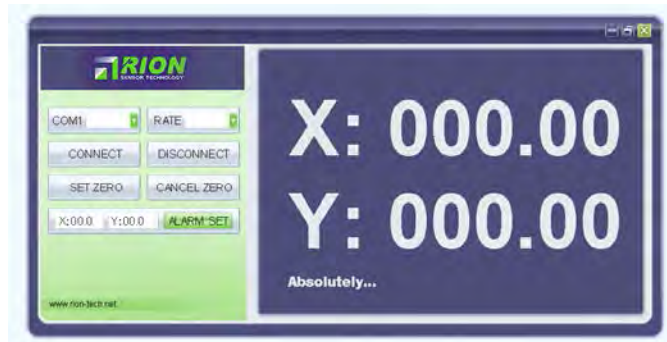 RION
SENSOR TECHNOLOGY
COM1 RATE
CONNECT DISCONNECT
SET ZERO CANCEL ZERO
X:00.0 Y:00.0 ALARM SET
www.rion-tech.net
X: 000.00
Y: 000.00
Absolutely...